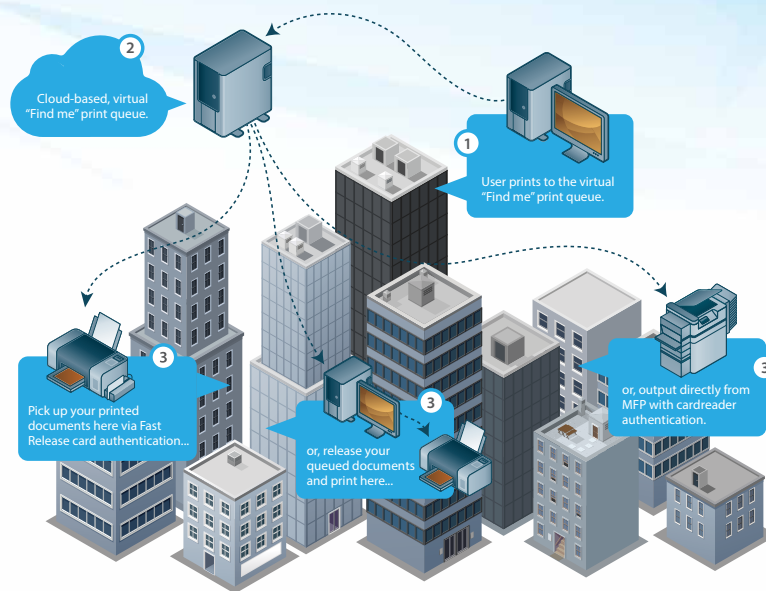 2
Cloud-based, virtual
“Find me” print queue.
1
User prints to the virtual
“Find me” print queue.
3
Pick up your printed
documents here via Fast
Release card authentication...
3
or, release your
queued documents
and print here...
3
or, output directly from
MFP with cardreader
authentication.